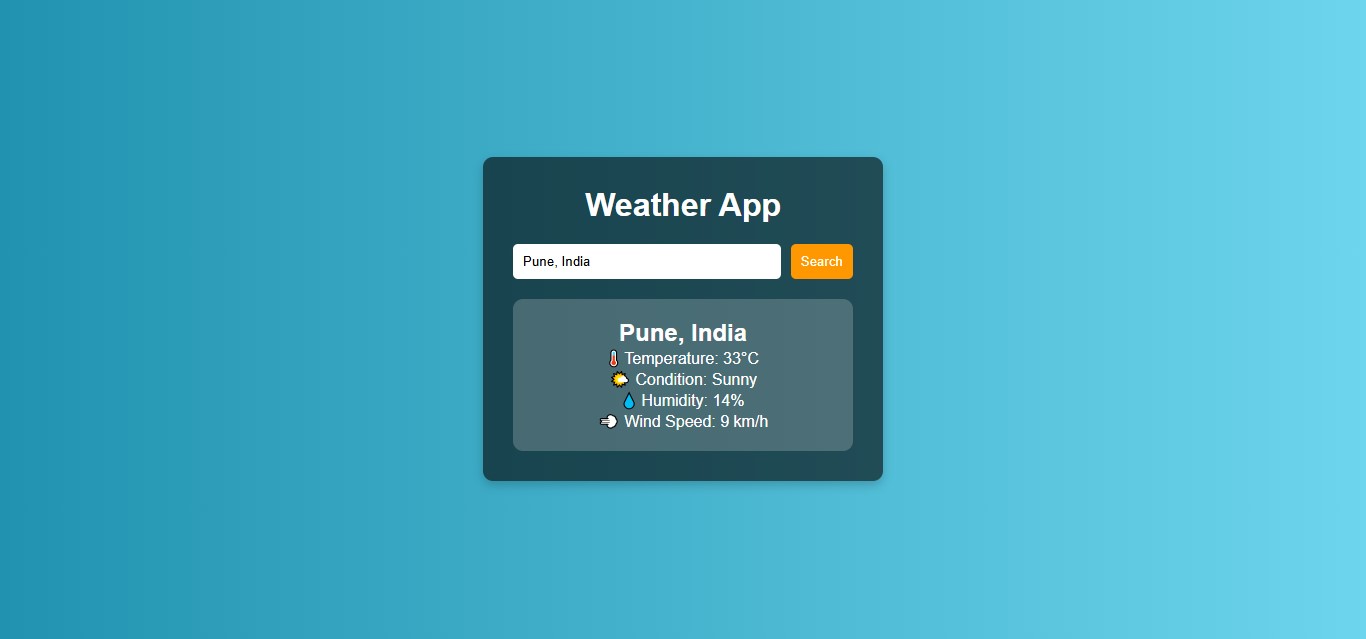 Weather App
Pune, India
Search
Pune, India
🌡️ Temperature: 33°C
🌤️ Condition: Sunny
💧 Humidity: 14%
💨 Wind Speed: 9 km/h